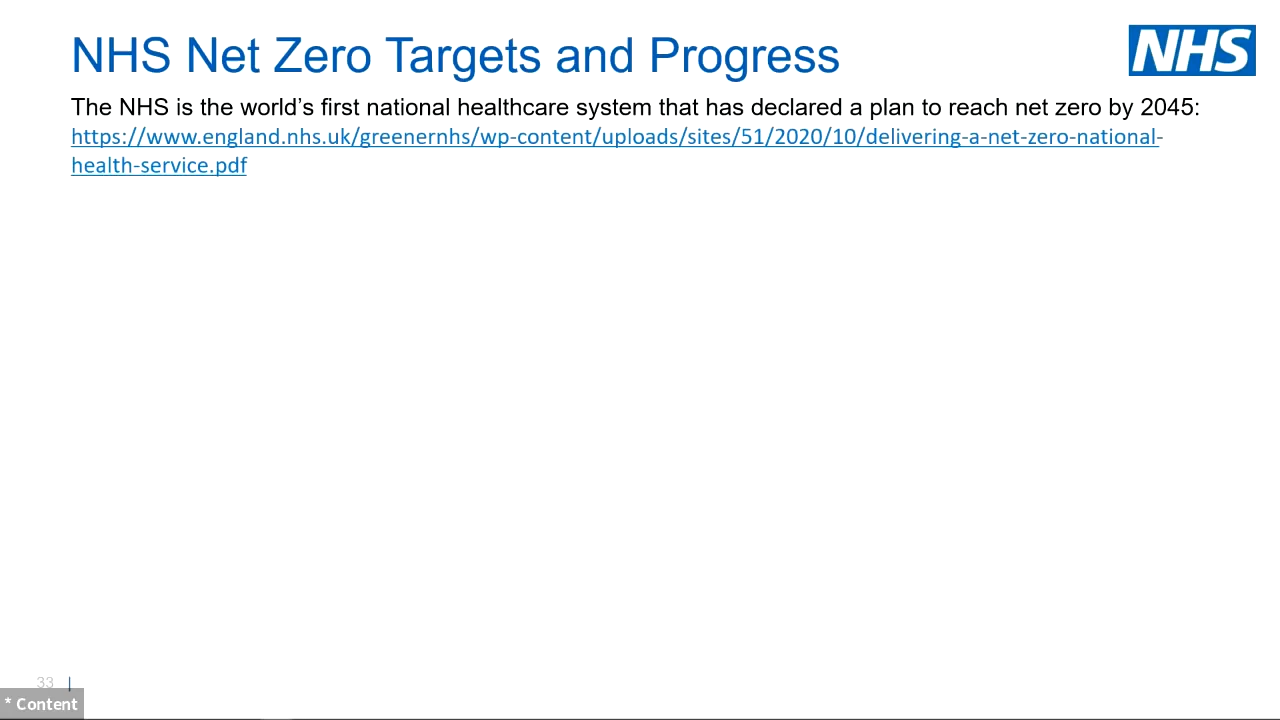 NHS Net Zero Targets and Progress
NHS
The NHS is the world’s first national healthcare system that has declared a plan to reach net zero by 2045:
https://www.england.nhs.uk/greenernhs/wp-content/uploads/sites/51/2020/10/delivering-a-net-zero-national-
health-service.pdf
33 |
* Content